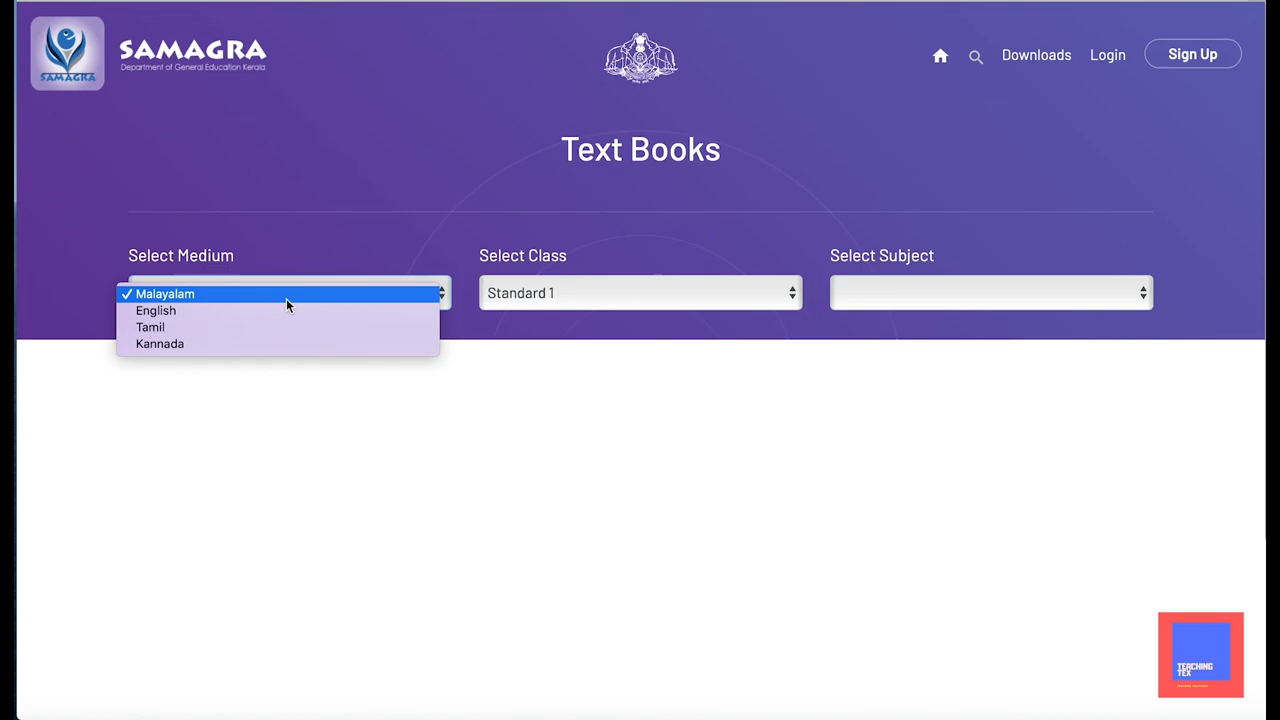 SAMAGRA
SAMAGRA
Department of General Education Kerala
Downloads
Login
Sign Up
Text Books
Select Medium
Select Class
Select Subject
✓ Malayalam
English
Tamil
Kannada
Standard 1
TEACHING
TEX